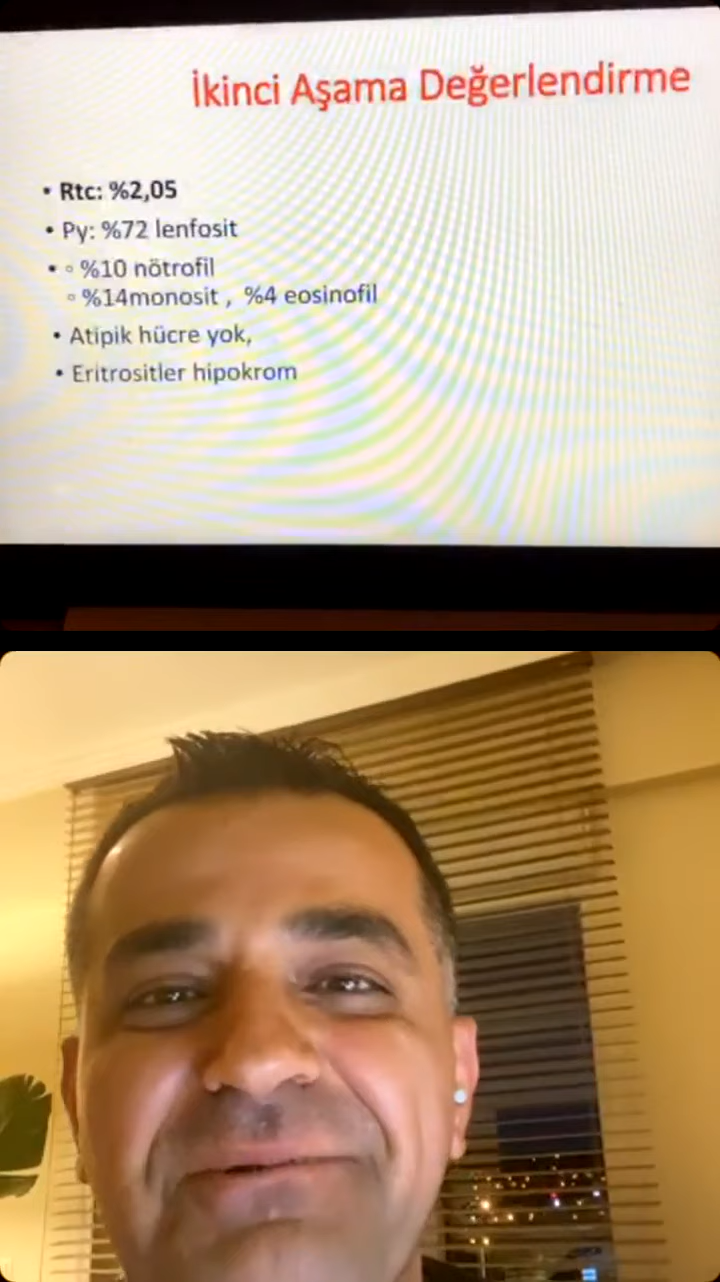 İkinci Aşama Değerlendirme
• Rtc: %2,05
• Py: %72 lenfosit
• ◦ %10 nötrofil
◦ %14monosit , %4 eosinofil
• Atipik hücre yok,
• Eritrositler hipokrom